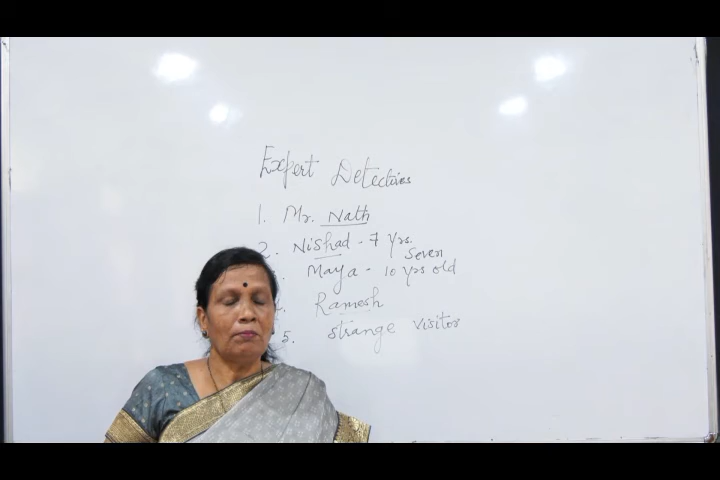 Expert Detectives
1. Mr. Nath
2. Nishad - 7 yrs.
Seven
Maya - 10 yrs old
Ramesh
5. strange visitor